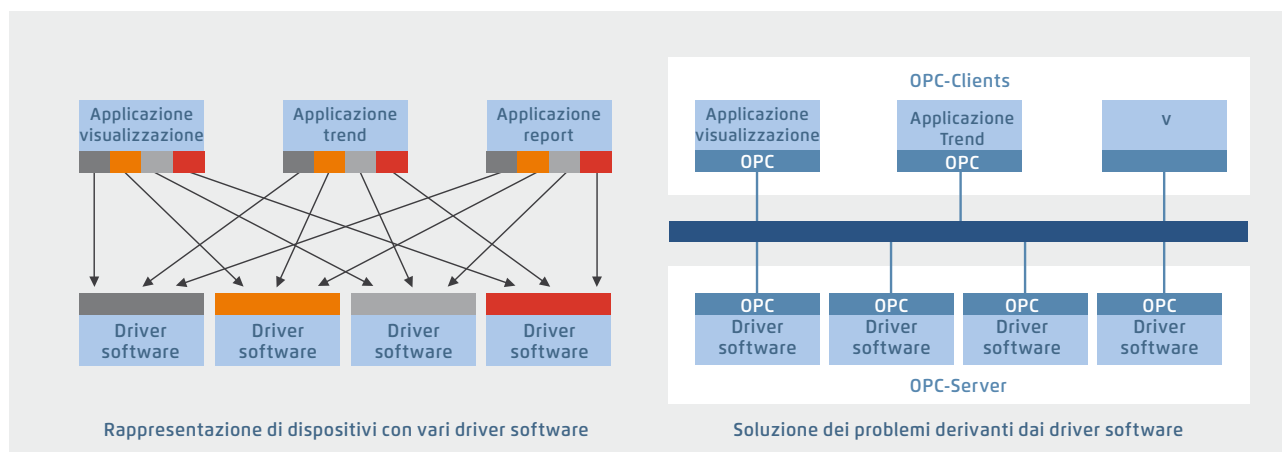 Applicazione
visualizzazione
Applicazione
trend
Applicazione
report
Driver
software
Driver
software
Driver
software
Driver
software
Rappresentazione di dispositivi con vari driver software
OPC-Clients
Applicazione
visualizzazione
OPC
Applicazione
Trend
OPC
v
OPC
Driver
software
OPC
Driver
software
OPC
Driver
software
OPC
Driver
software
OPC-Server
Soluzione dei problemi derivanti dai driver software